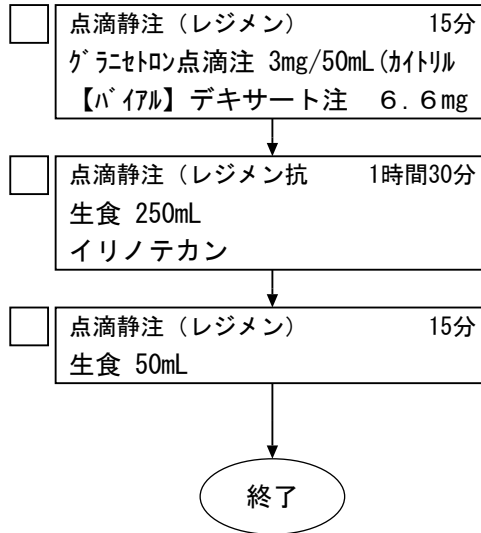 点滴静注（レジメン） 15分
ｸﾞﾗﾆｾﾄﾛﾝ点滴注 3mg/50mL(ｶｲﾄﾘﾙ
【ﾊﾞｲｱﾙ】デキサート注　６.６mg
点滴静注（レジメン抗 1時間30分
生食 250mL
イリノテカン
点滴静注（レジメン） 15分
生食 50mL
終了